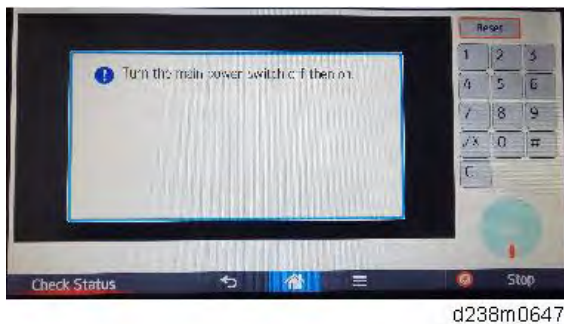 Reset
Turn the main power switch off then on.
1 2 3
4 5 6
7 8 9
./* 0 #
C
Check Status
Stop
d238m0647